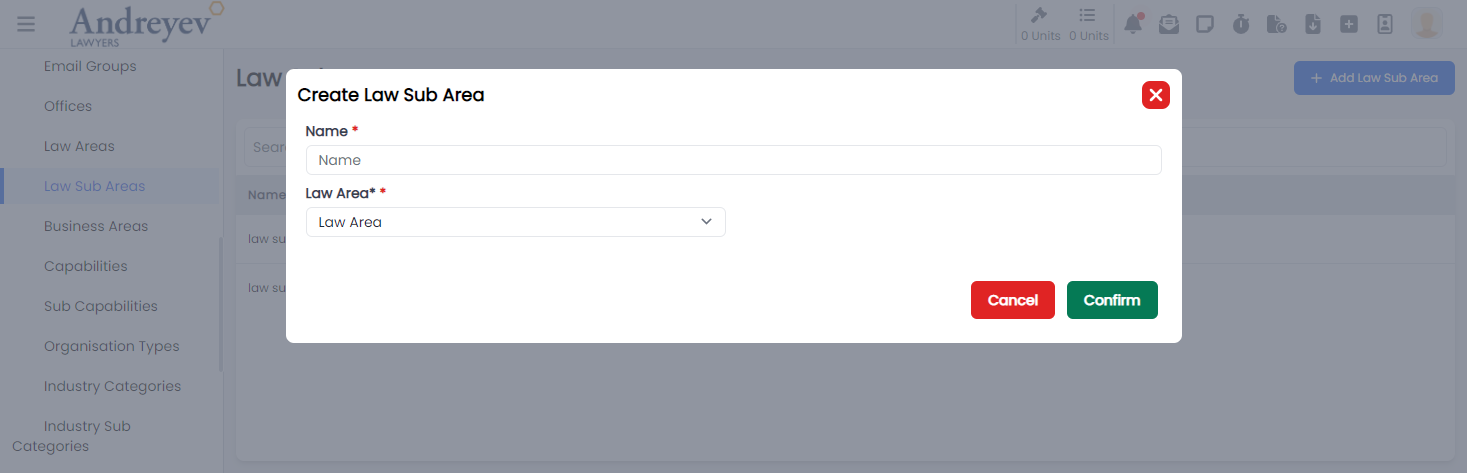 Andreyev
LAWYERS
0 Units 0 Units
Email Groups
Offices
Law Areas
Law Sub Areas
Business Areas
Capabilities
Sub Capabilities
Organisation Types
Industry Categories
Industry Sub
Categories
Law
+ Add Law Sub Area
Name
law su
law su
Create Law Sub Area
Name *
Name
Law Area* *
Law Area
Cancel
Confirm